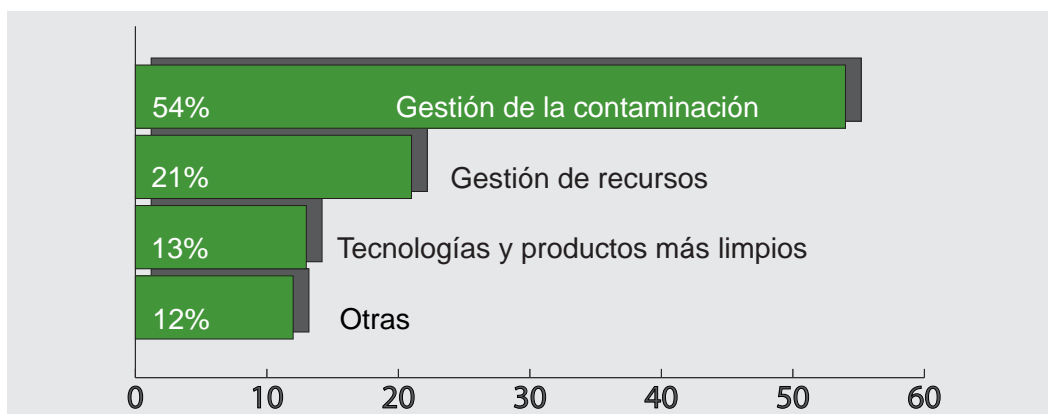 54% Gestión de la contaminación
21% Gestión de recursos
13% Tecnologías y productos más limpios
12% Otras
0 10 20 30 40 50 60